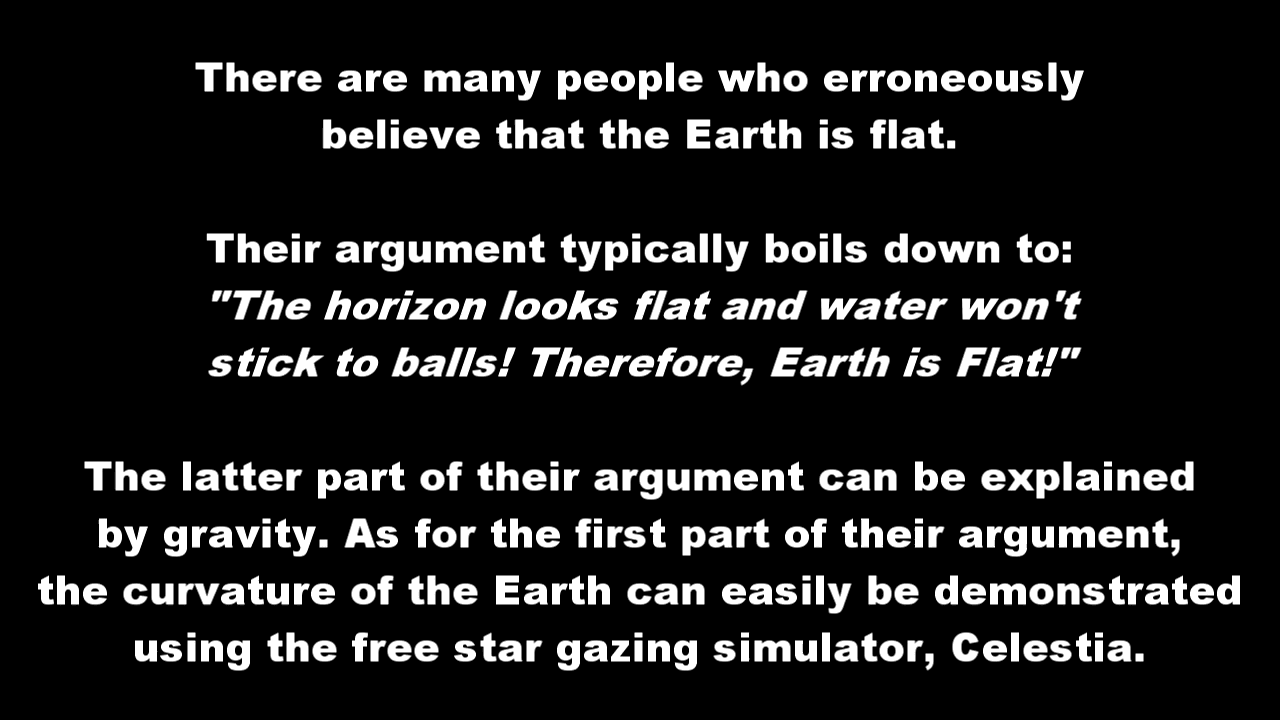 There are many people who erroneously
believe that the Earth is flat.
Their argument typically boils down to:
"The horizon looks flat and water won't
stick to balls! Therefore, Earth is Flat!"
The latter part of their argument can be explained
by gravity. As for the first part of their argument,
the curvature of the Earth can easily be demonstrated
using the free star gazing simulator, Celestia.